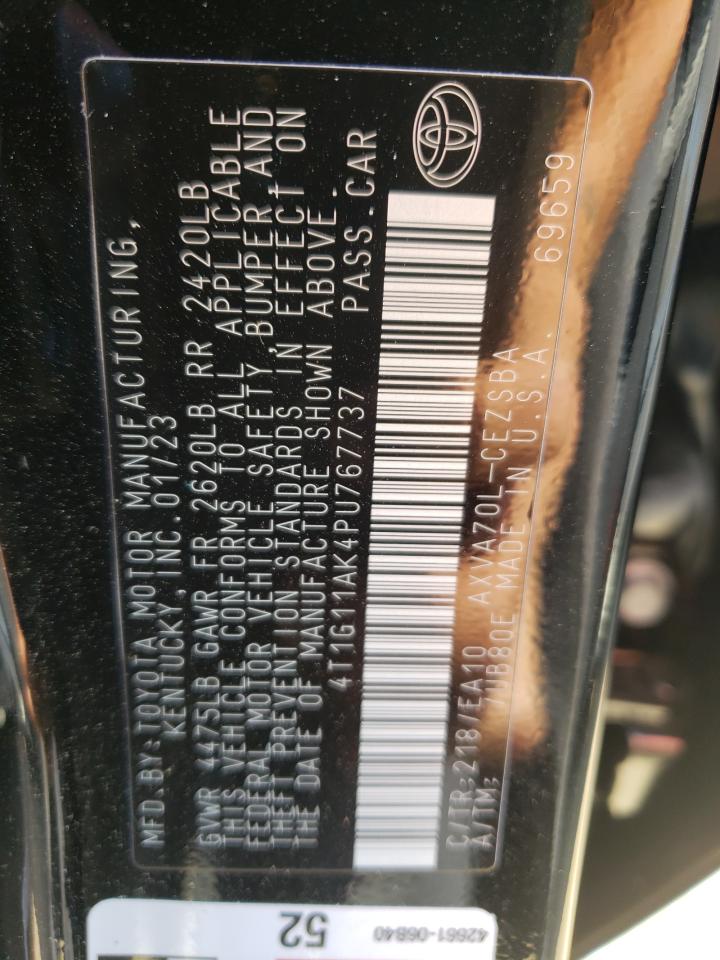 MFD.BY:TOYOTA MOTOR MANUFACTURING,
KENTUCKY, INC.01/23
GVWR 4475LB GAWR FR 2620LB RR 2420LB
THIS VEHICLE CONFORMS TO ALL APPLICABLE
FEDERAL MOTOR VEHICLE SAFETY,BUMPER AND
THEFT PREVENTION STANDARDS IN EFFECT ON
THE DATE OF MANUFACTURE SHOWN ABOVE.
4T1G11AK4PU767737 PASS.CAR
C/TR:218/EA10 AXVA70L-CEZSBA
A/TM: /UB80E MADE IN U.S.A. 69659
52
42661-06B40